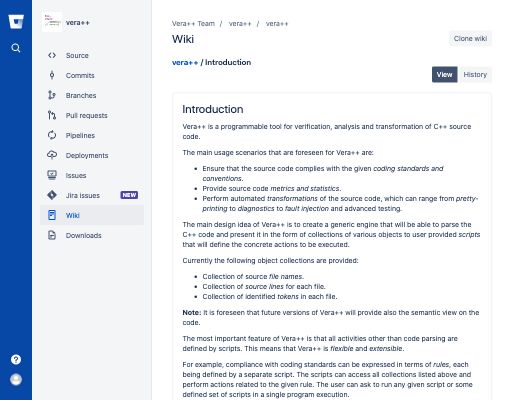 vera++
Source
Commits
Branches
Pull requests
Pipelines
Deployments
Issues
Jira issues NEW
Wiki
Downloads
Vera++ Team / vera++ / vera++
Wiki
Clone wiki
vera++ / Introduction
View History
Introduction
Vera++ is a programmable tool for verification, analysis and transformation of C++ source
code.
The main usage scenarios that are foreseen for Vera++ are:
• Ensure that the source code complies with the given coding standards and
conventions.
• Provide source code metrics and statistics.
• Perform automated transformations of the source code, which can range from pretty-
printing to diagnostics to fault injection and advanced testing.
The main design idea of Vera++ is to create a generic engine that will be able to parse the
C++ code and present it in the form of collections of various objects to user provided scripts
that will define the concrete actions to be executed.
Currently the following object collections are provided:
• Collection of source file names.
• Collection of source lines for each file.
• Collection of identified tokens in each file.
Note: It is foreseen that future versions of Vera++ will provide also the semantic view on the
code.
The most important feature of Vera++ is that all activities other than code parsing are
defined by scripts. This means that Vera++ is flexible and extensible.
For example, compliance with coding standards can be expressed in terms of rules, each
being defined by a separate script. The scripts can access all collections listed above and
perform actions related to the given rule. The user can ask to run any given script or some
defined set of scripts in a single program execution.